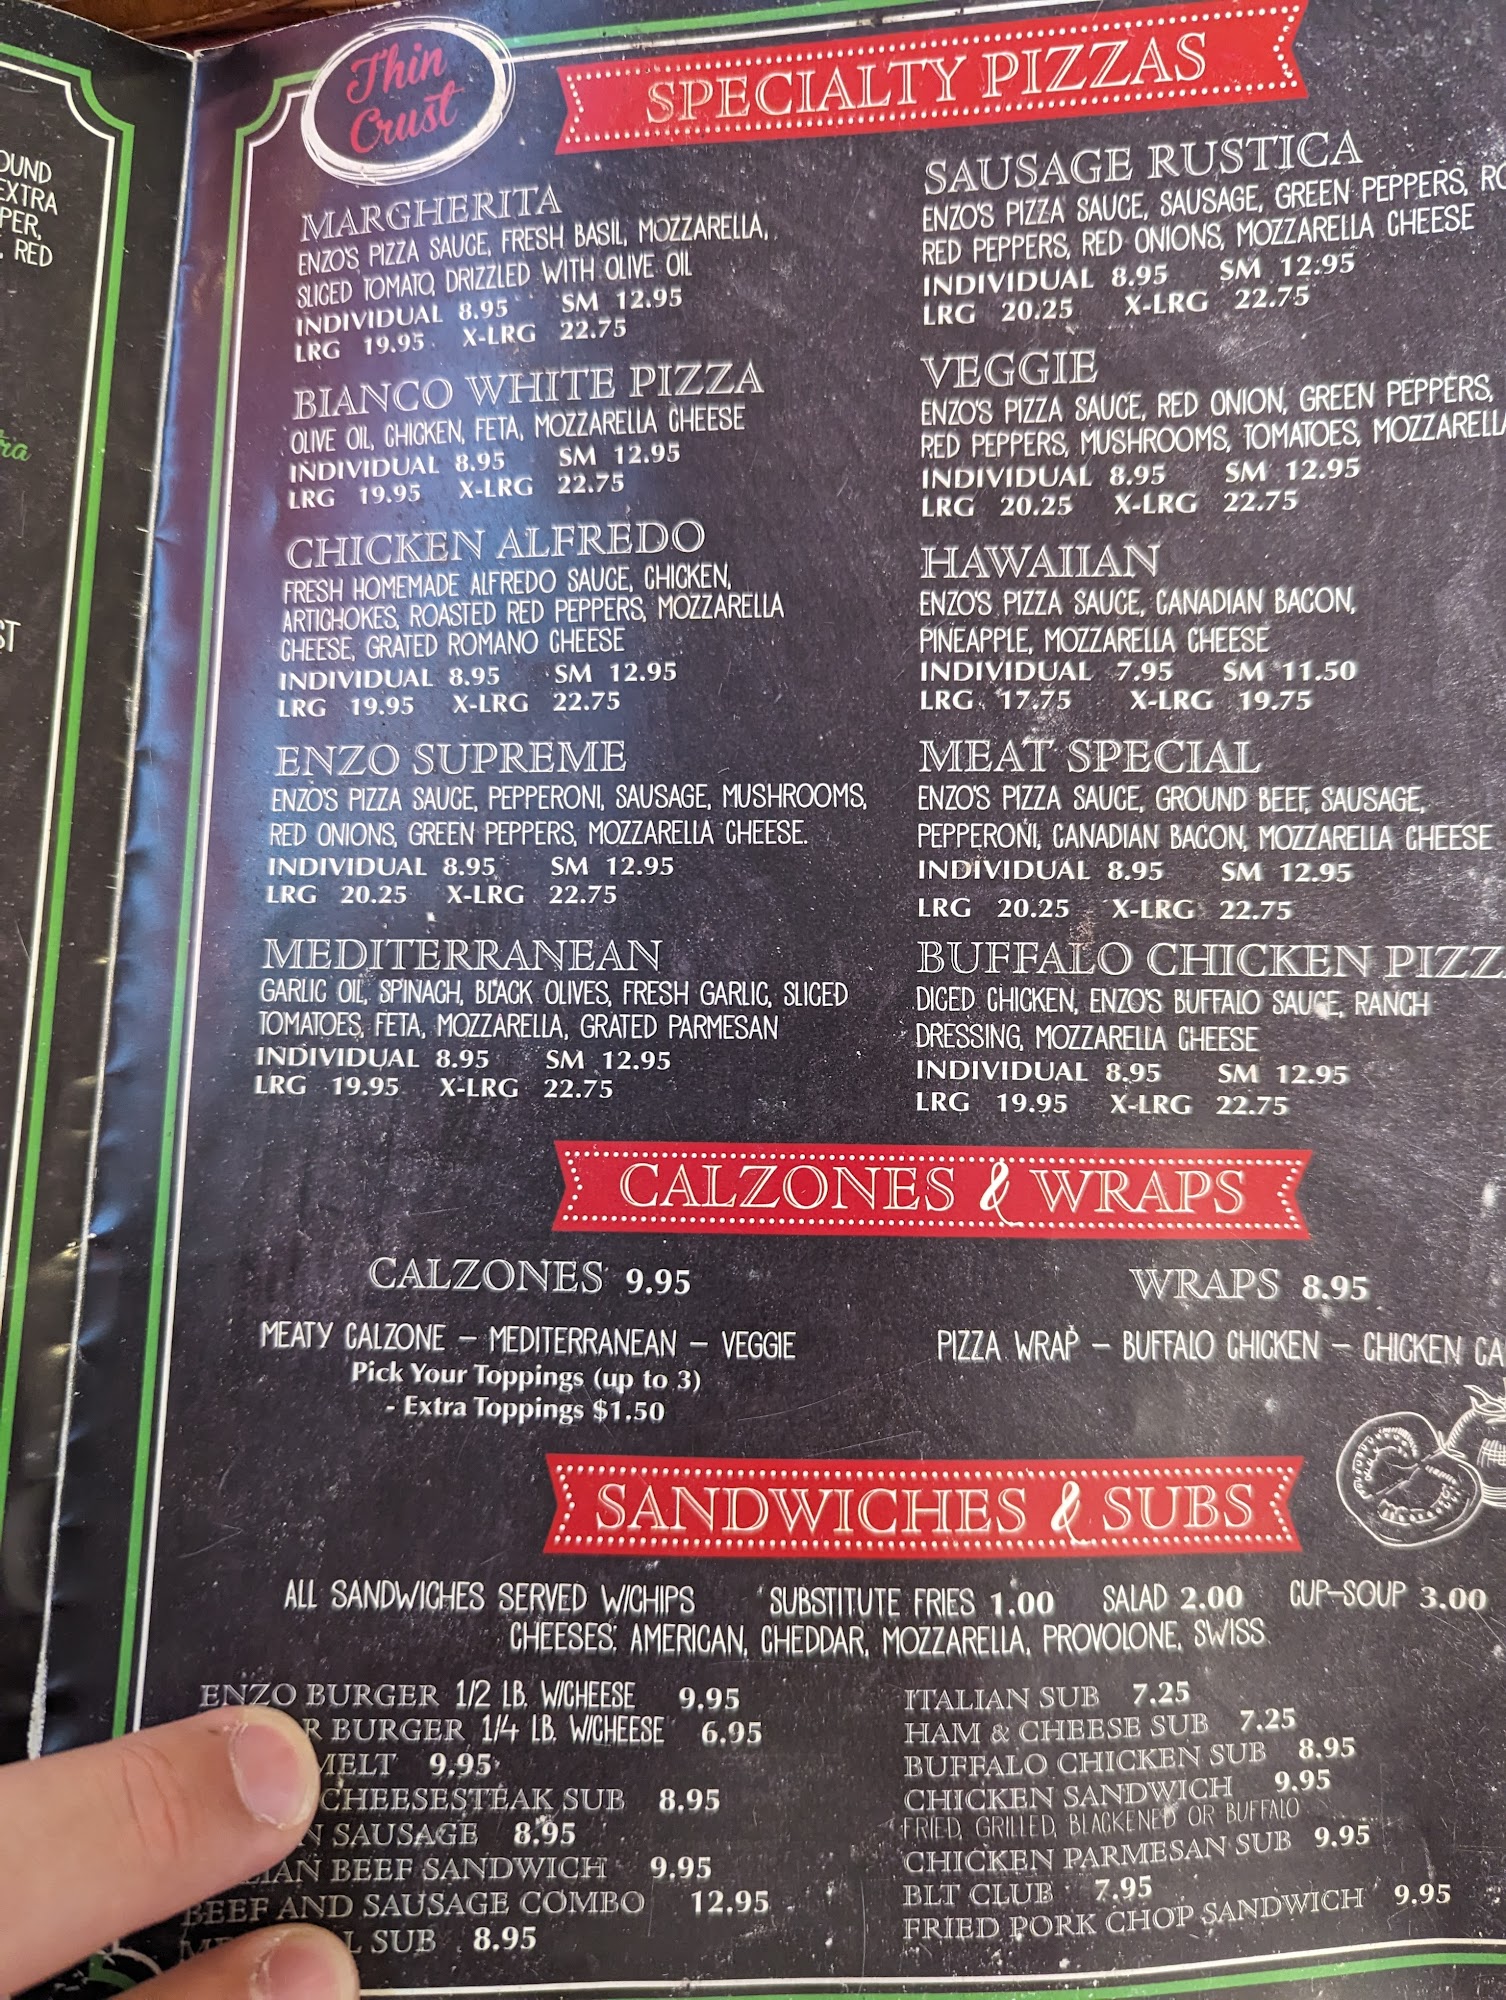 OUND
EXTRA
PER,
, RED
tra
ST
Thin
Crust
SPECIALTY PIZZAS
MARGHERITA
ENZO'S PIZZA SAUCE, FRESH BASIL, MOZZARELLA,
SLICED TOMATO, DRIZZLED WITH OLIVE OIL
INDIVIDUAL 8.95 SM 12.95
LRG 19.95 X-LRG 22.75
BIANCO WHITE PIZZA
OLIVE OIL, CHICKEN, FETA, MOZZARELLA CHEESE
INDIVIDUAL 8.95 SM 12.95
LRG 19.95 X-LRG 22.75
CHICKEN ALFREDO
FRESH HOMEMADE ALFREDO SAUCE, CHICKEN,
ARTICHOKES, ROASTED RED PEPPERS, MOZZARELLA
CHEESE, GRATED ROMANO CHEESE
INDIVIDUAL 8.95 SM 12.95
LRG 19.95 X-LRG 22.75
ENZO SUPREME
ENZO'S PIZZA SAUCE, PEPPERONI, SAUSAGE, MUSHROOMS,
RED ONIONS, GREEN PEPPERS, MOZZARELLA CHEESE.
INDIVIDUAL 8.95 SM 12.95
LRG 20.25 X-LRG 22.75
MEDITERRANEAN
GARLIC OIL, SPINACH, BLACK OLIVES, FRESH GARLIC, SLICED
TOMATOES, FETA, MOZZARELLA, GRATED PARMESAN
INDIVIDUAL 8.95 SM 12.95
LRG 19.95 X-LRG 22.75
SAUSAGE RUSTICA
ENZO'S PIZZA SAUCE, SAUSAGE, GREEN PEPPERS, RO
RED PEPPERS, RED ONIONS, MOZZARELLA CHEESE
INDIVIDUAL 8.95 SM 12.95
LRG 20.25 X-LRG 22.75
VEGGIE
ENZO'S PIZZA SAUCE, RED ONION, GREEN PEPPERS,
RED PEPPERS, MUSHROOMS, TOMATOES, MOZZARELLA
INDIVIDUAL 8.95 SM 12.95
LRG 20.25 X-LRG 22.75
HAWAIIAN
ENZO'S PIZZA SAUCE, CANADIAN BACON,
PINEAPPLE, MOZZARELLA CHEESE
INDIVIDUAL 7.95 SM 11.50
LRG 17.75 X-LRG 19.75
MEAT SPECIAL
ENZO'S PIZZA SAUCE, GROUND BEEF, SAUSAGE,
PEPPERONI, CANADIAN BACON, MOZZARELLA CHEESE
INDIVIDUAL 8.95 SM 12.95
LRG 20.25 X-LRG 22.75
BUFFALO CHICKEN PIZZ
DICED CHICKEN, ENZO'S BUFFALO SAUCE, RANCH
DRESSING, MOZZARELLA CHEESE
INDIVIDUAL 8.95 SM 12.95
LRG 19.95 X-LRG 22.75
CALZONES & WRAPS
CALZONES 9.95
MEATY CALZONE – MEDITERRANEAN – VEGGIE
Pick Your Toppings (up to 3)
- Extra Toppings $1.50
WRAPS 8.95
PIZZA WRAP – BUFFALO CHICKEN – CHICKEN CA
SANDWICHES & SUBS
ALL SANDWICHES SERVED W/CHIPS SUBSTITUTE FRIES 1.00 SALAD 2.00 CUP-SOUP 3.00
CHEESES: AMERICAN, CHEDDAR, MOZZARELLA, PROVOLONE, SWISS
ENZO BURGER 1/2 LB. W/CHEESE 9.95
R BURGER 1/4 LB. W/CHEESE 6.95
MELT 9.95
CHEESESTEAK SUB 8.95
N SAUSAGE 8.95
IAN BEEF SANDWICH 9.95
BEEF AND SAUSAGE COMBO 12.95
L SUB 8.95
ITALIAN SUB 7.25
HAM & CHEESE SUB 7.25
BUFFALO CHICKEN SUB 8.95
CHICKEN SANDWICH 9.95
FRIED, GRILLED, BLACKENED OR BUFFALO
CHICKEN PARMESAN SUB 9.95
BLT CLUB 7.95
FRIED PORK CHOP SANDWICH 9.95